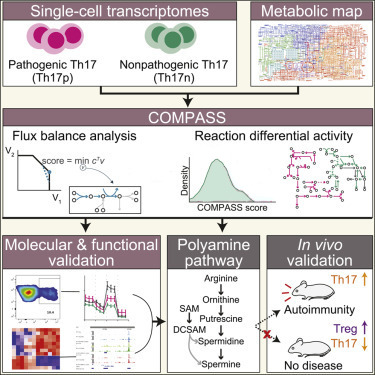 Single-cell transcriptomes
Metabolic map
Pathogenic Th17
(Th17p)
Nonpathogenic Th17
(Th17n)
COMPASS
Flux balance analysis
Reaction differential activity
V2
score = min cᵀv
V1
Density
COMPASS score
Molecular & functional
validation
Polyamine
pathway
In vivo
validation
Arginine
Ornithine
SAM
Putrescine
DCSAM
Spermidine
Spermine
Th17 ↑
Autoimmunity
Treg ↑
Th17 ↓
No disease